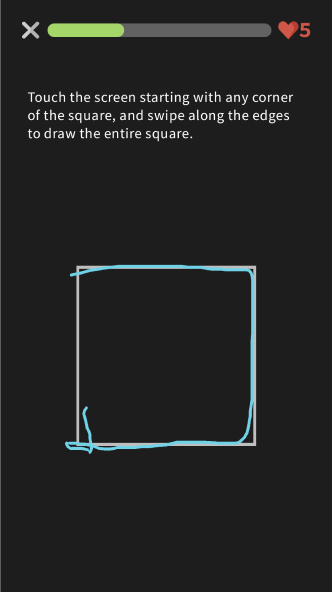 5
Touch the screen starting with any corner
of the square, and swipe along the edges
to draw the entire square.